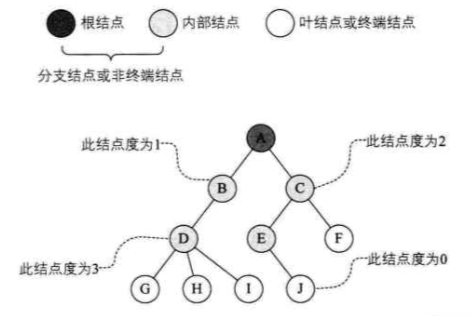 根结点 内部结点 叶结点或终端结点
分支结点或非终端结点
A
此结点度为1 此结点度为2
B C
D E F
此结点度为3 此结点度为0
G H I J